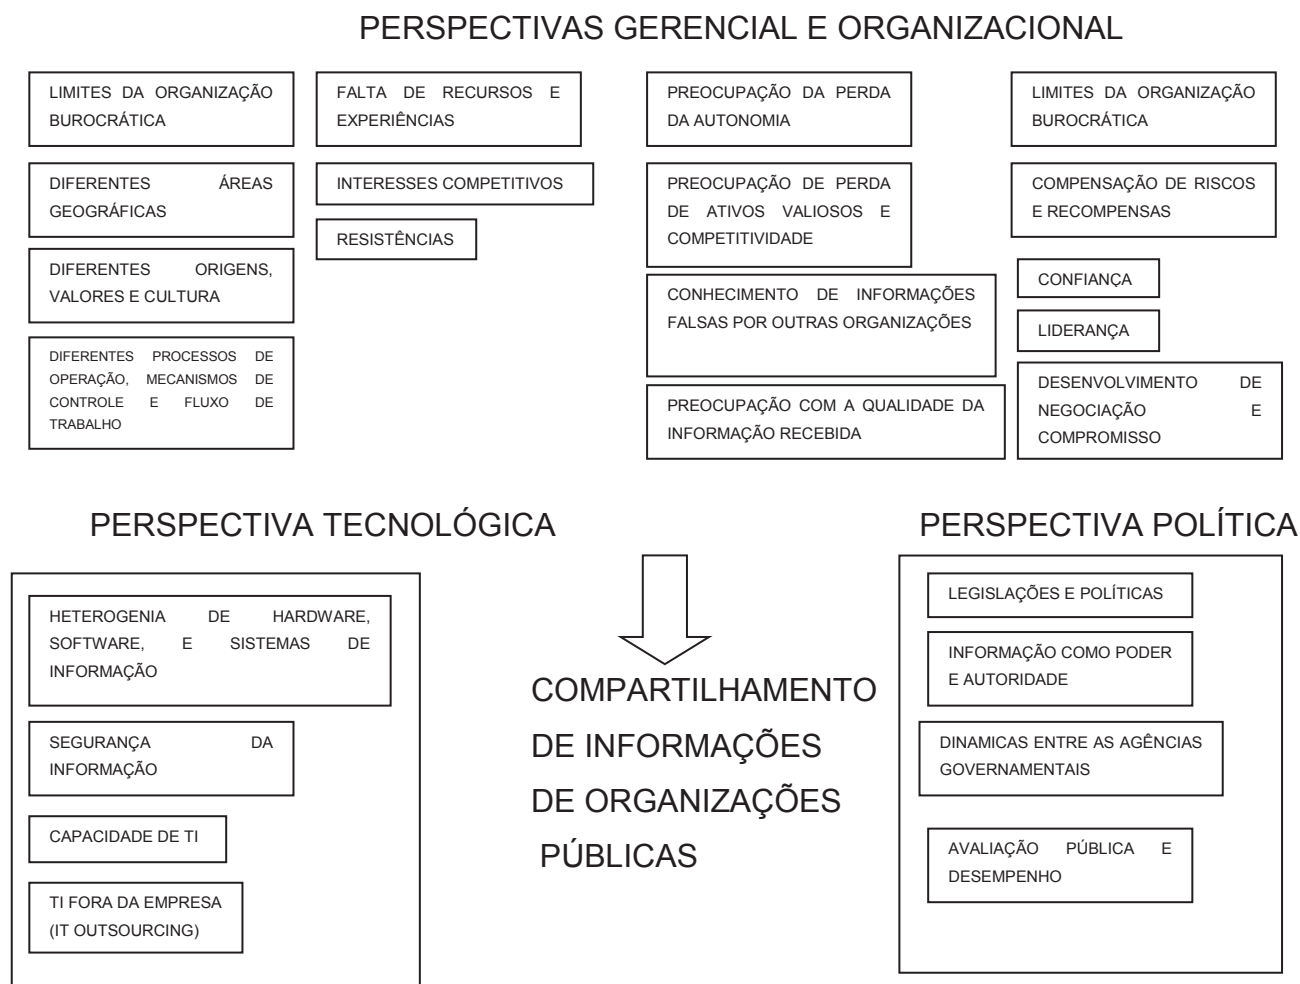 PERSPECTIVAS GERENCIAL E ORGANIZACIONAL
LIMITES DA ORGANIZAÇÃO
BUROCRÁTICA
DIFERENTES ÁREAS
GEOGRÁFICAS
DIFERENTES ORIGENS,
VALORES E CULTURA
DIFERENTES PROCESSOS DE
OPERAÇÃO, MECANISMOS DE
CONTROLE E FLUXO DE
TRABALHO
FALTA DE RECURSOS E
EXPERIÊNCIAS
INTERESSES COMPETITIVOS
RESISTÊNCIAS
PREOCUPAÇÃO DA PERDA
DA AUTONOMIA
PREOCUPAÇÃO DE PERDA
DE ATIVOS VALIOSOS E
COMPETITIVIDADE
CONHECIMENTO DE INFORMAÇÕES
FALSAS POR OUTRAS ORGANIZAÇÕES
PREOCUPAÇÃO COM A QUALIDADE DA
INFORMAÇÃO RECEBIDA
LIMITES DA ORGANIZAÇÃO
BUROCRÁTICA
COMPENSAÇÃO DE RISCOS
E RECOMPENSAS
CONFIANÇA
LIDERANÇA
DESENVOLVIMENTO DE
NEGOCIAÇÃO E
COMPROMISSO
PERSPECTIVA TECNOLÓGICA
HETEROGENIA DE HARDWARE,
SOFTWARE, E SISTEMAS DE
INFORMAÇÃO
SEGURANÇA DA
INFORMAÇÃO
CAPACIDADE DE TI
TI FORA DA EMPRESA
(IT OUTSOURCING)
COMPARTILHAMENTO
DE INFORMAÇÕES
DE ORGANIZAÇÕES
PÚBLICAS
PERSPECTIVA POLÍTICA
LEGISLAÇÕES E POLÍTICAS
INFORMAÇÃO COMO PODER
E AUTORIDADE
DINAMICAS ENTRE AS AGÊNCIAS
GOVERNAMENTAIS
AVALIAÇÃO PÚBLICA E
DESEMPENHO